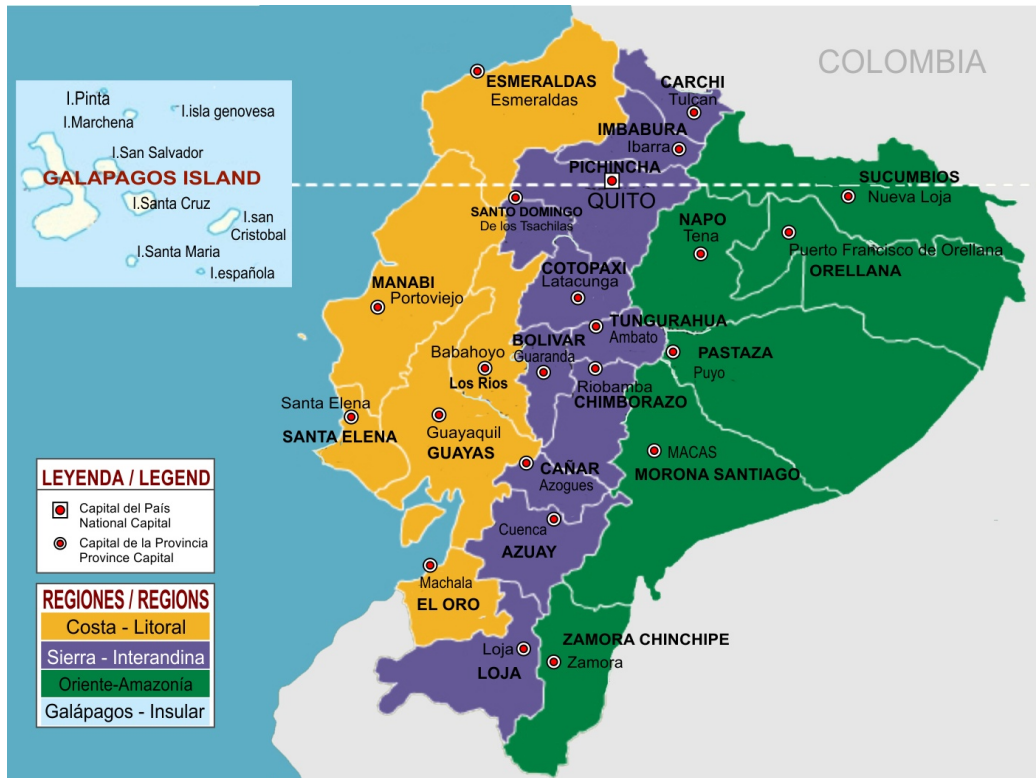 COLOMBIA
ESMERALDAS
Esmeraldas
CARCHI
Tulcan
IMBABURA
Ibarra
PICHINCHA
QUITO
SANTO DOMINGO
De los Tsachilas
SUCUMBIOS
Nueva Loja
NAPO
Tena
Puerto Francisco de Orellana
ORELLANA
I.Pinta
I.isla genovesa
I.Marchena
I.San Salvador
GALAPAGOS ISLAND
I.Santa Cruz
I.san
Cristobal
I.Santa Maria
I.española
MANABI
Portoviejo
COTOPAXI
Latacunga
TUNGURAHUA
Ambato
BOLIVAR
Guaranda
PASTAZA
Puyo
Babahoyo
Los Rios
Riobamba
CHIMBORAZO
Santa Elena
SANTA ELENA
Guayaquil
GUAYAS
MACAS
MORONA SANTIAGO
CAÑAR
Azogues
Cuenca
AZUAY
Machala
EL ORO
Loja
LOJA
ZAMORA CHINCHIPE
Zamora
LEYENDA / LEGEND
Capital del País
National Capital
Capital de la Provincia
Province Capital
REGIONES / REGIONS
Costa - Litoral
Sierra - Interandina
Oriente-Amazonía
Galápagos - Insular